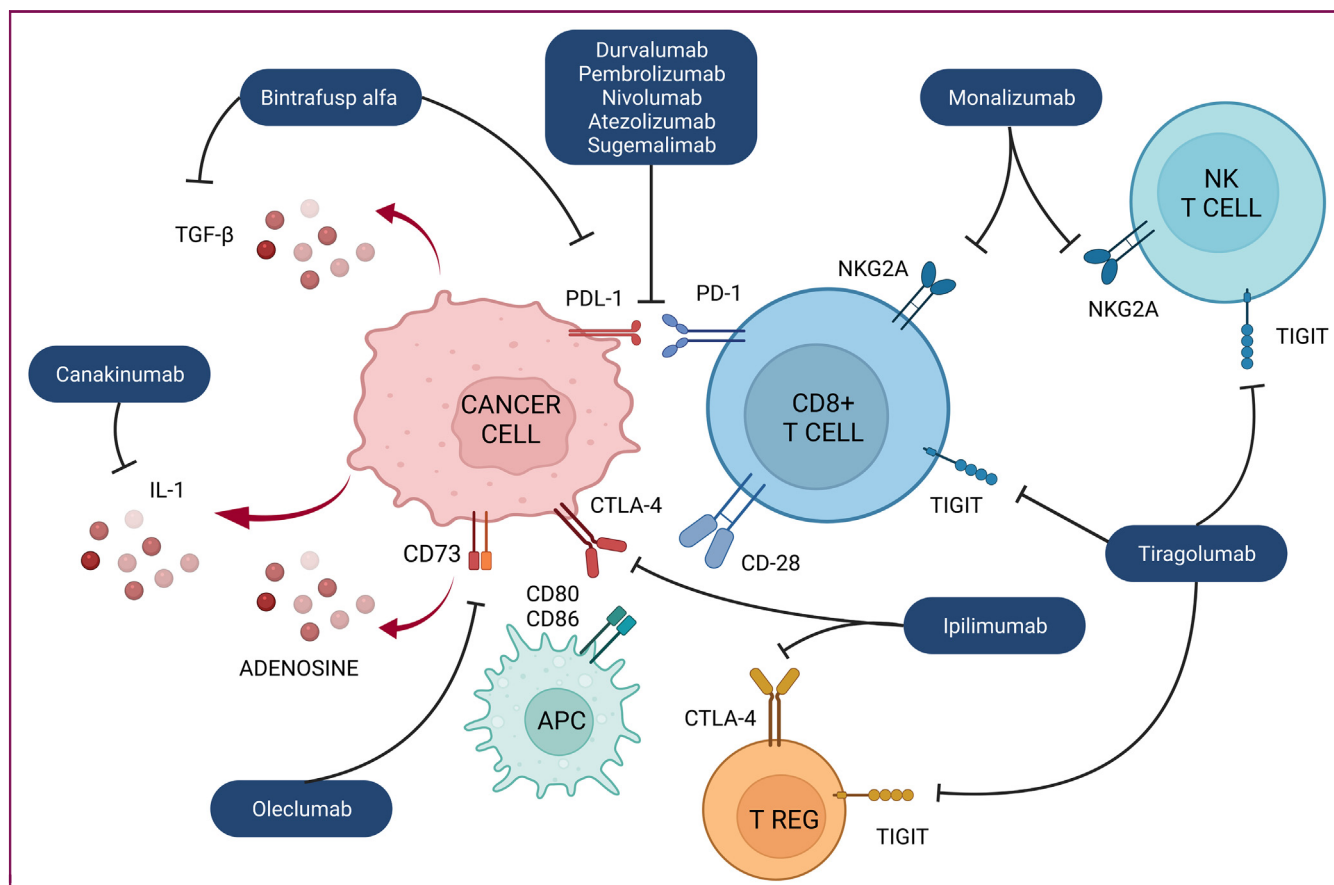 Durvalumab
Pembrolizumab
Nivolumab
Atezolizumab
Sugemalimab
Bintrafusp alfa
Monalizumab
NK
T CELL
TGF-β
NKG2A
NKG2A
PDL-1
PD-1
TIGIT
Canakinumab
CANCER
CELL
CD8+
T CELL
IL-1
CTLA-4
TIGIT
CD73
CD-28
Tiragolumab
CD80
CD86
Ipilimumab
ADENOSINE
APC
CTLA-4
Oleclumab
T REG
TIGIT